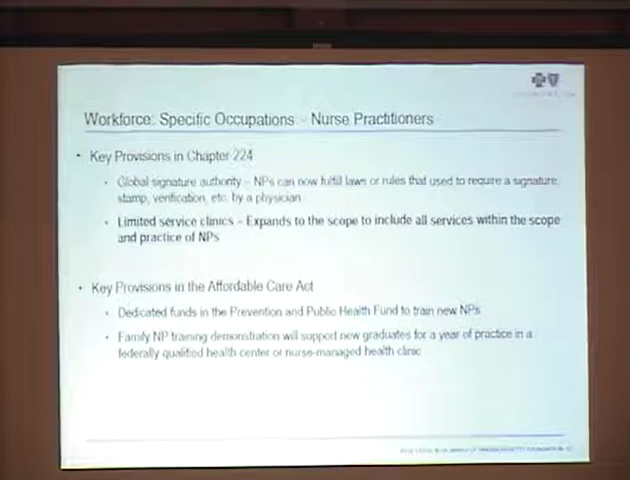 Workforce: Specific Occupations – Nurse Practitioners
• Key Provisions in Chapter 224
• Global signature authority – NPs can now fulfill laws or rules that used to require a signature,
stamp, verification, etc. by a physician
• Limited service clinics – Expands to the scope to include all services within the scope
and practice of NPs
• Key Provisions in the Affordable Care Act
• Dedicated funds in the Prevention and Public Health Fund to train new NPs
• Family NP training demonstration will support new graduates for a year of practice in a
federally qualified health center or nurse-managed health clinic
OF MASSACHUSETTS FOUNDATION